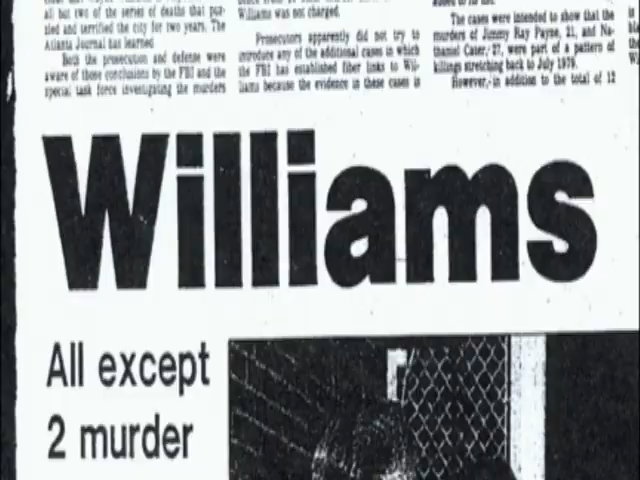 all but two of the series of deaths that puz-
zled and terrified the city for two years, The
Atlanta Journal has learned
Both the prosecution and defense were
aware of those conclusions by the FBI and the
special task force investigating the murders
Williams was not charged.
Prosecutors apparently did not try to
introduce any of the additional cases in which
the FBI has established fiber links to Wil-
liams because the evidence in these cases is
The cases were intended to show that the
murders of Jimmy Ray Payne, 21, and Na-
thaniel Cater, 27, were part of a pattern of
killings stretching back to July 1979.
However, in addition to the total of 12
Williams
All except
2 murder